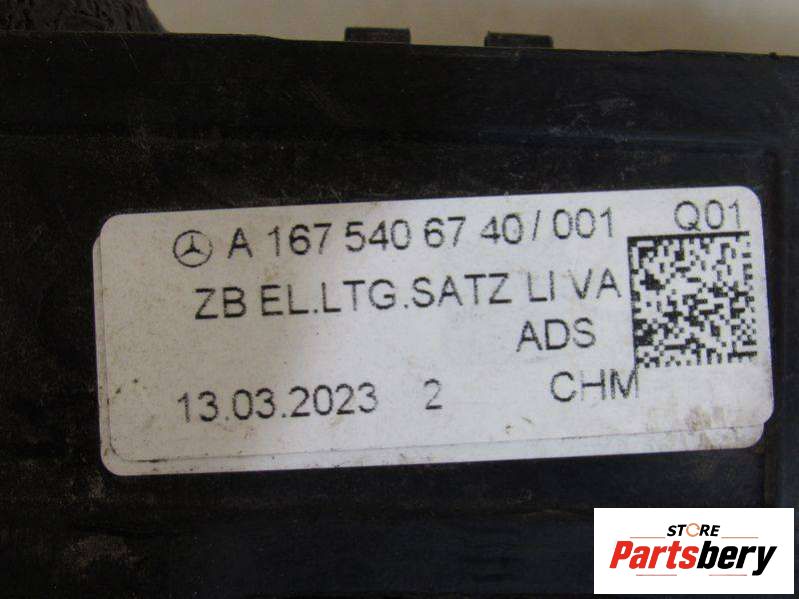 A 167 540 67 40/001 Q01
ZB EL.LTG.SATZ LI VA
ADS
13.03.2023 2 CHM
STORE
Partsbery